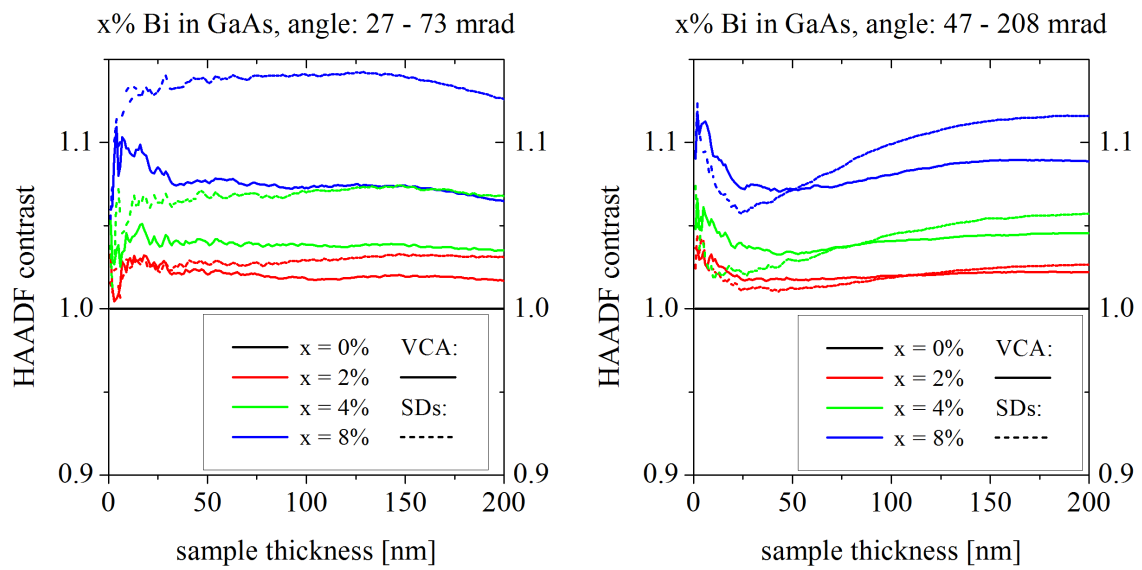 x% Bi in GaAs, angle: 27 - 73 mrad
HAADF contrast
1.1
1.0
0.9
1.1
1.0
0.9
x = 0%
VCA:
x = 2%
x = 4%
SDs:
x = 8%
0
50
100
150
200
sample thickness [nm]
x% Bi in GaAs, angle: 47 - 208 mrad
HAADF contrast
1.1
1.0
0.9
1.1
1.0
0.9
x = 0%
VCA:
x = 2%
x = 4%
SDs:
x = 8%
0
50
100
150
200
sample thickness [nm]